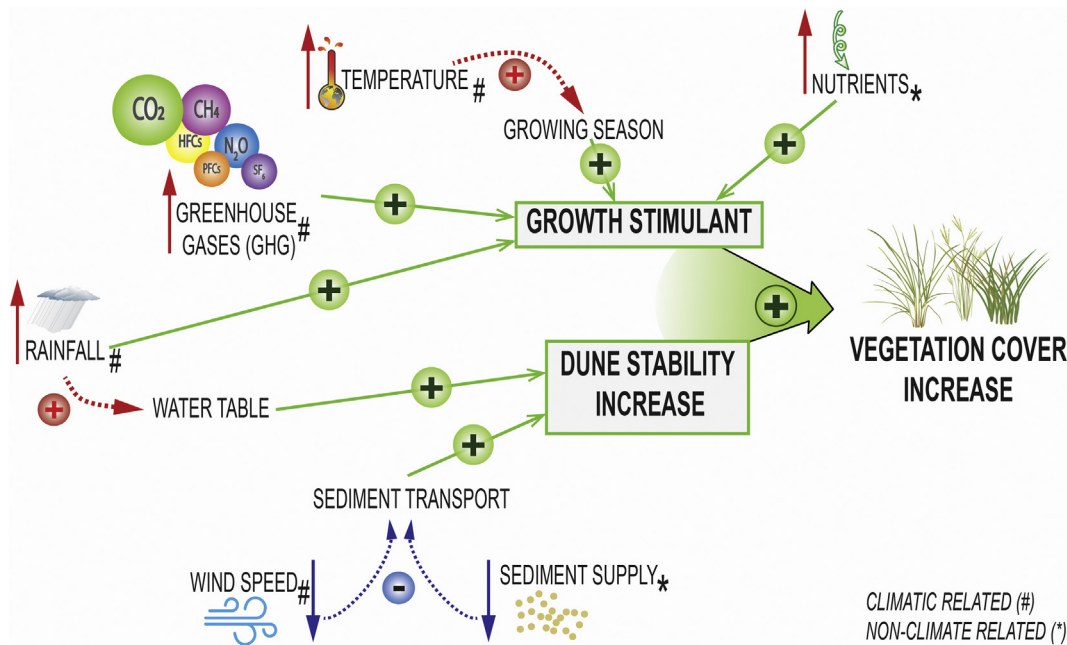 TEMPERATURE #
+
NUTRIENTS *
CO2
CH4
HFCs
N2O
PFCs
SF6
GROWING SEASON
+
+
GREENHOUSE
GASES (GHG) #
+
GROWTH STIMULANT
+
RAINFALL #
+
VEGETATION COVER
INCREASE
DUNE STABILITY
INCREASE
+
WATER TABLE
+
+
SEDIMENT TRANSPORT
WIND SPEED #
-
SEDIMENT SUPPLY *
CLIMATIC RELATED (#)
NON-CLIMATE RELATED (*)